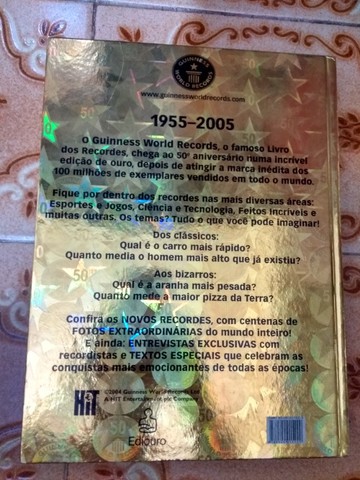 GUINNESS
WORLD RECORDS
www.guinnessworldrecords.com
1955–2005
O Guinness World Records, o famoso Livro
dos Recordes, chega ao 50º aniversário numa incrível
edição de ouro, depois de atingir a marca inédita dos
100 milhões de exemplares vendidos em todo o mundo.
Fique por dentro dos recordes nas mais diversas áreas:
Esportes e Jogos, Ciência e Tecnologia, Feitos incríveis e
muitas outras. Os temas? Tudo o que você pode imaginar!
Dos clássicos:
Qual é o carro mais rápido?
Quanto media o homem mais alto que já existiu?
Aos bizarros:
Qual é a aranha mais pesada?
Quanto mede a maior pizza da Terra?
Confira os NOVOS RECORDES, com centenas de
FOTOS EXTRAORDINÁRIAS do mundo inteiro!
E ainda: ENTREVISTAS EXCLUSIVAS com
recordistas e TEXTOS ESPECIAIS que celebram as
conquistas mais emocionantes de todas as épocas!
HiT
©2004 Guinness World Records Ltd
A HIT Entertainment plc Company
Ediouro